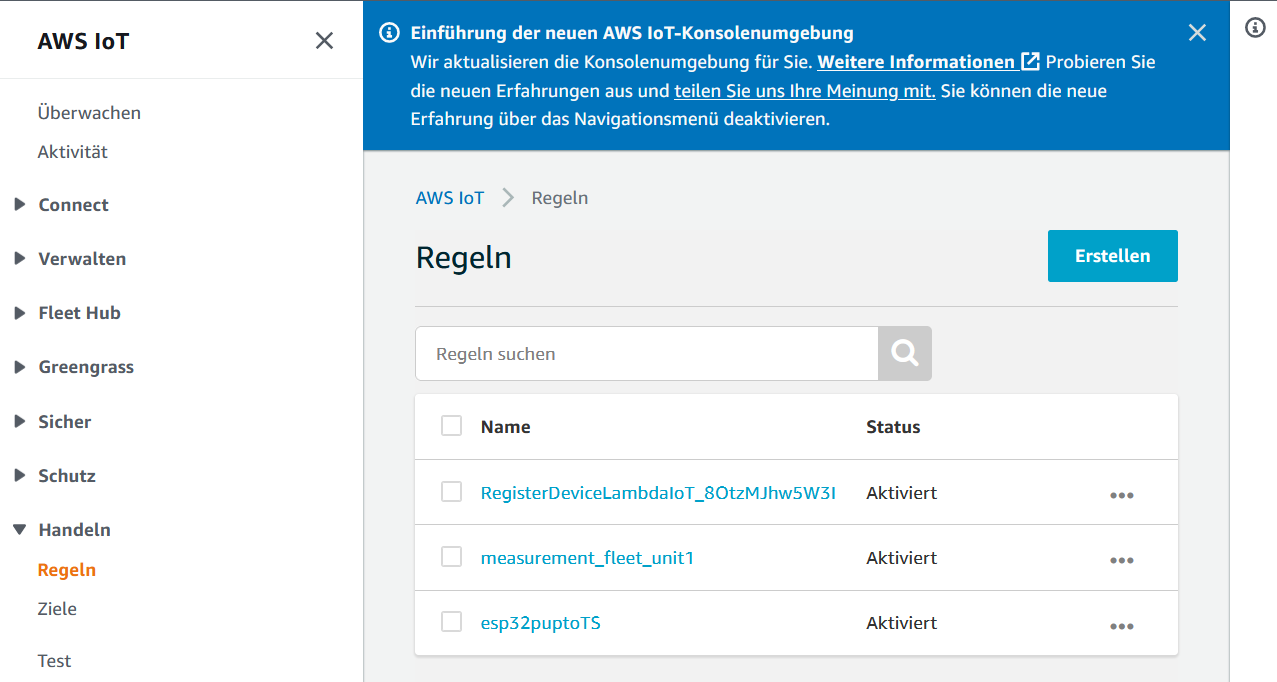 AWS IoT
Überwachen
Aktivität
Connect
Verwalten
Fleet Hub
Greengrass
Sicher
Schutz
Handeln
Regeln
Ziele
Test
Einführung der neuen AWS IoT-Konsolenumgebung
Wir aktualisieren die Konsolenumgebung für Sie. Weitere Informationen Probieren Sie
die neuen Erfahrungen aus und teilen Sie uns Ihre Meinung mit. Sie können die neue
Erfahrung über das Navigationsmenü deaktivieren.
AWS IoT Regeln
Regeln
Erstellen
Regeln suchen
Name Status
RegisterDeviceLambdaIoT_8OtzMJhw5W3I Aktiviert
measurement_fleet_unit1 Aktiviert
esp32puptoTS Aktiviert